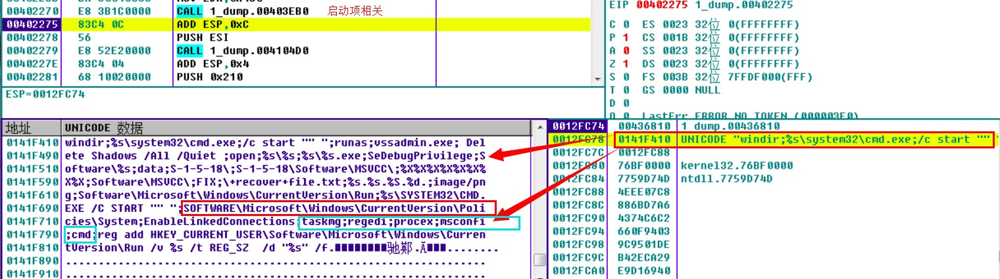 00402270 E8 3B1C0000 CALL 1_dump.00403EB0 启动项相关
00402275 83C4 0C ADD ESP,0xC
00402278 56 PUSH ESI
00402279 E8 52E20000 CALL 1_dump.004104D0
0040227E 83C4 04 ADD ESP,0x4
00402281 68 10020000 PUSH 0x210
ESP=0012FC74
EIP 00402275 1_dump.00402275
C 0 ES 0023 32位 0(FFFFFFFF)
P 1 CS 001B 32位 0(FFFFFFFF)
A 0 SS 0023 32位 0(FFFFFFFF)
Z 1 DS 0023 32位 0(FFFFFFFF)
S 0 FS 003B 32位 7FFDF000(FFF)
T 0 GS 0000 NULL
D 0
O 0 LastErr ERROR_NO_TOKEN (000003F0)
地址 UNICODE 数据
0141F410 windir;%s\system32\cmd.exe;/c start "" ";runas;vssadmin.exe; Del
0141F490 ete Shadows /All /Quiet ;open;%s\%s;%s\%s.exe;SeDebugPrivilege;S
0141F510 oftware\%s;data;S-1-5-18\;S-1-5-18\Software\MSVCC\;%X%X%X%X%X%
0141F590 X%X;Software\MSVCC\;FIX;\+recover+file.txt;%s.%s.%S.%d.;image/pn
0141F610 g;Software\Microsoft\Windows\CurrentVersion\Run;%s\SYSTEM32\CMD.
0141F690 EXE /C START "" ";SOFTWARE\Microsoft\Windows\CurrentVersion\Poli
0141F710 cies\System;EnableLinkedConnections;taskmg;regedi;procex;msconfi
0141F790 ;cmd;reg add HKEY_CURRENT_USER\Software\Microsoft\Windows\Curren
0141F810 tVersion\Run /v %s /t REG_SZ /d "%s" /f.
0141F890
0141F910
0012FC74 00436810 1_dump.00436810
0012FC78 0141F410 UNICODE "windir;%s\system32\cmd.exe;/c start "" "
0012FC7C 0012FC88
0012FC80 76BF0000 kernel32.76BF0000
0012FC84 7759D74D ntdll.7759D74D
0012FC88 4EEE07C8
0012FC8C 886BD7A6
0012FC90 4374C6C2
0012FC94 660F9403
0012FC98 9C9501DE
0012FC9C B42ECA29
0012FCA0 E9D16940